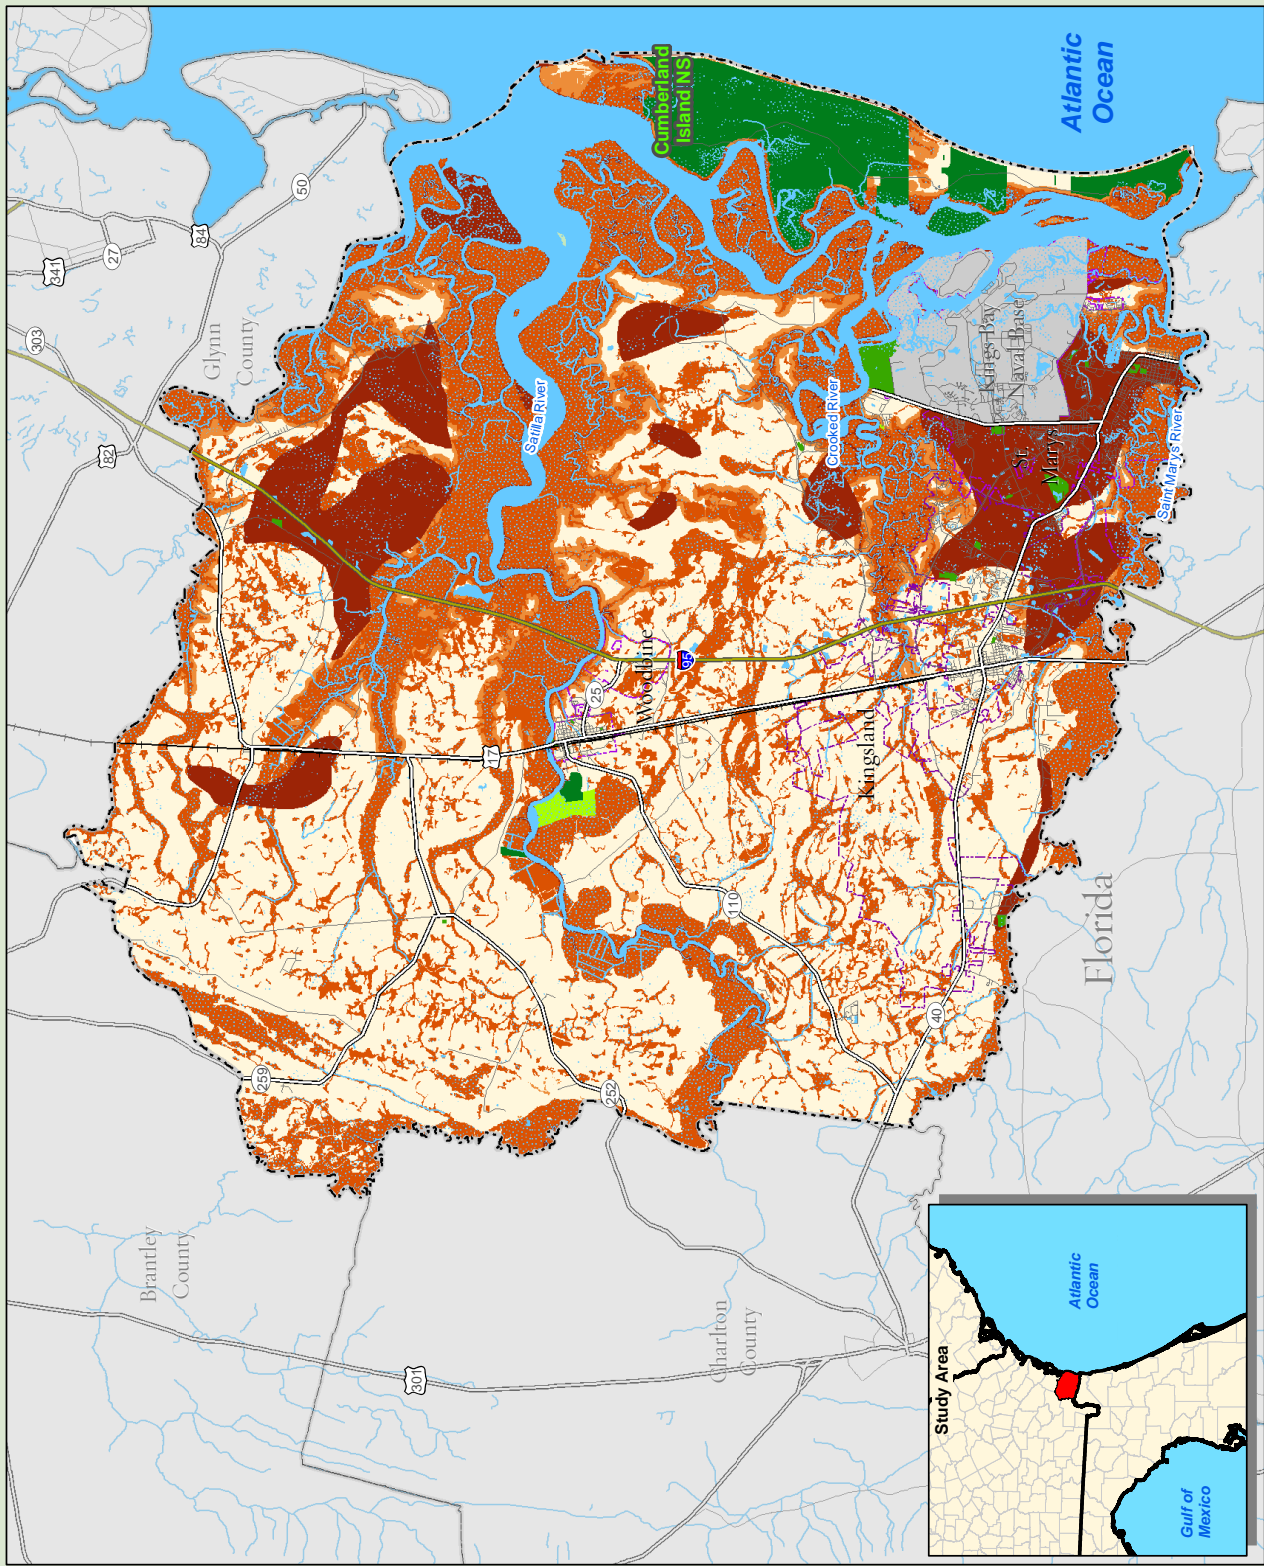 Atlantic
Ocean
Cumberland
Island NS
50
84
27
341
303
82
Glynn
County
Satilla River
Crooked River
Kings Bay
Naval Base
St.
Marys
Saint Marys River
Woodbine
95
25
17
Kingsland
110
40
Florida
259
252
Brantley
County
Charlton
County
301
Study Area
Atlantic
Ocean
Gulf of
Mexico